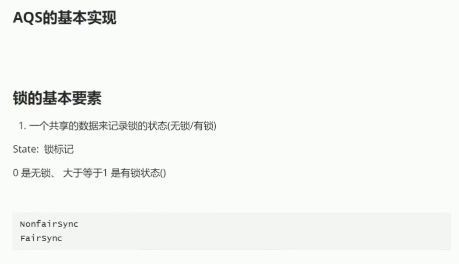 AQS的基本实现
锁的基本要素
1. 一个共享的数据来记录锁的状态(无锁/有锁)
State:  锁标记
0 是无锁、 大于等于1 是有锁状态()
NonfairSync
FairSync